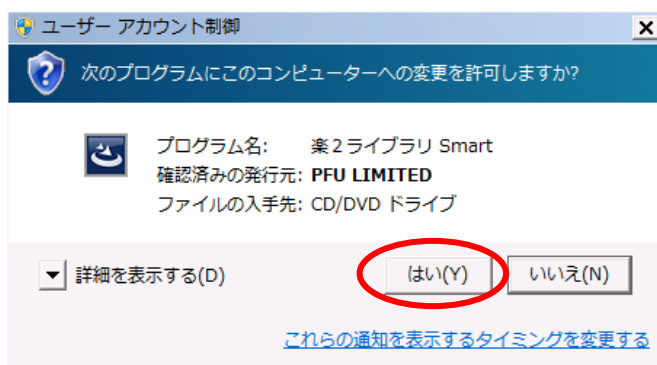 ユーザー アカウント制御
次のプログラムにこのコンピューターへの変更を許可しますか?
プログラム名: 楽2ライブラリ Smart
確認済みの発行元: PFU LIMITED
ファイルの入手先: CD/DVD ドライブ
詳細を表示する(D) はい(Y) いいえ(N)
これらの通知を表示するタイミングを変更する